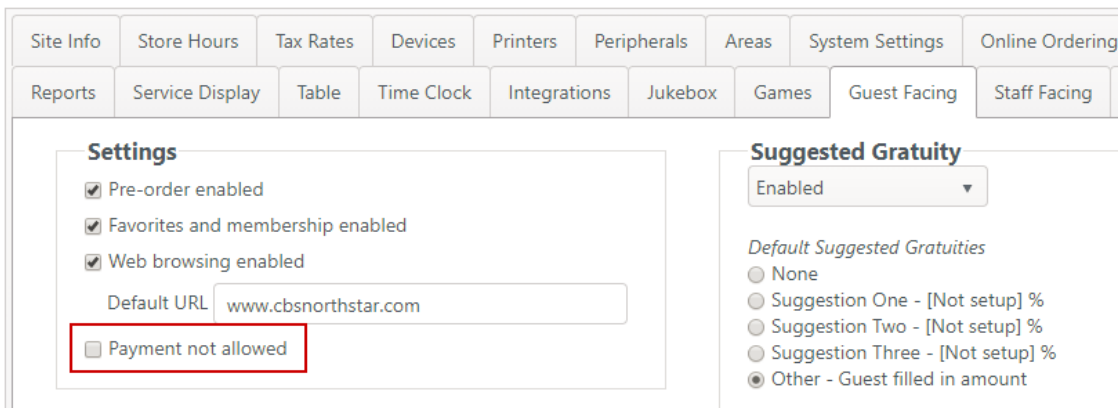 Site Info Store Hours Tax Rates Devices Printers Peripherals Areas System Settings Online Ordering
Reports Service Display Table Time Clock Integrations Jukebox Games Guest Facing Staff Facing
Settings
Pre-order enabled
Favorites and membership enabled
Web browsing enabled
Default URL www.cbsnorthstar.com
Payment not allowed
Suggested Gratuity
Enabled
Default Suggested Gratuities
None
Suggestion One - [Not setup] %
Suggestion Two - [Not setup] %
Suggestion Three - [Not setup] %
Other - Guest filled in amount